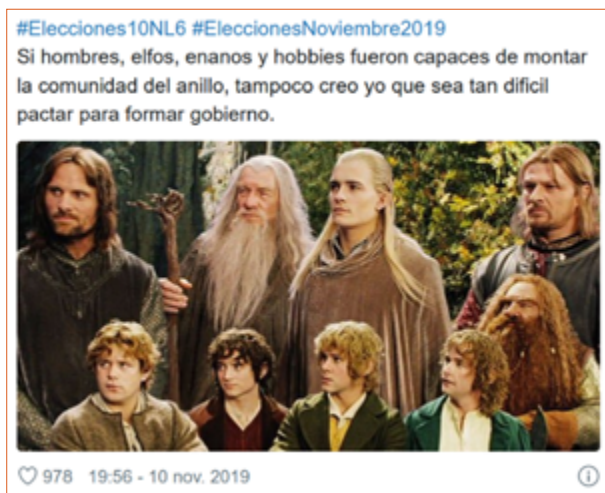 #Elecciones10NL6 #EleccionesNoviembre2019
Si hombres, elfos, enanos y hobbies fueron capaces de montar
la comunidad del anillo, tampoco creo yo que sea tan dificil
pactar para formar gobierno.
978 19:56 - 10 nov. 2019